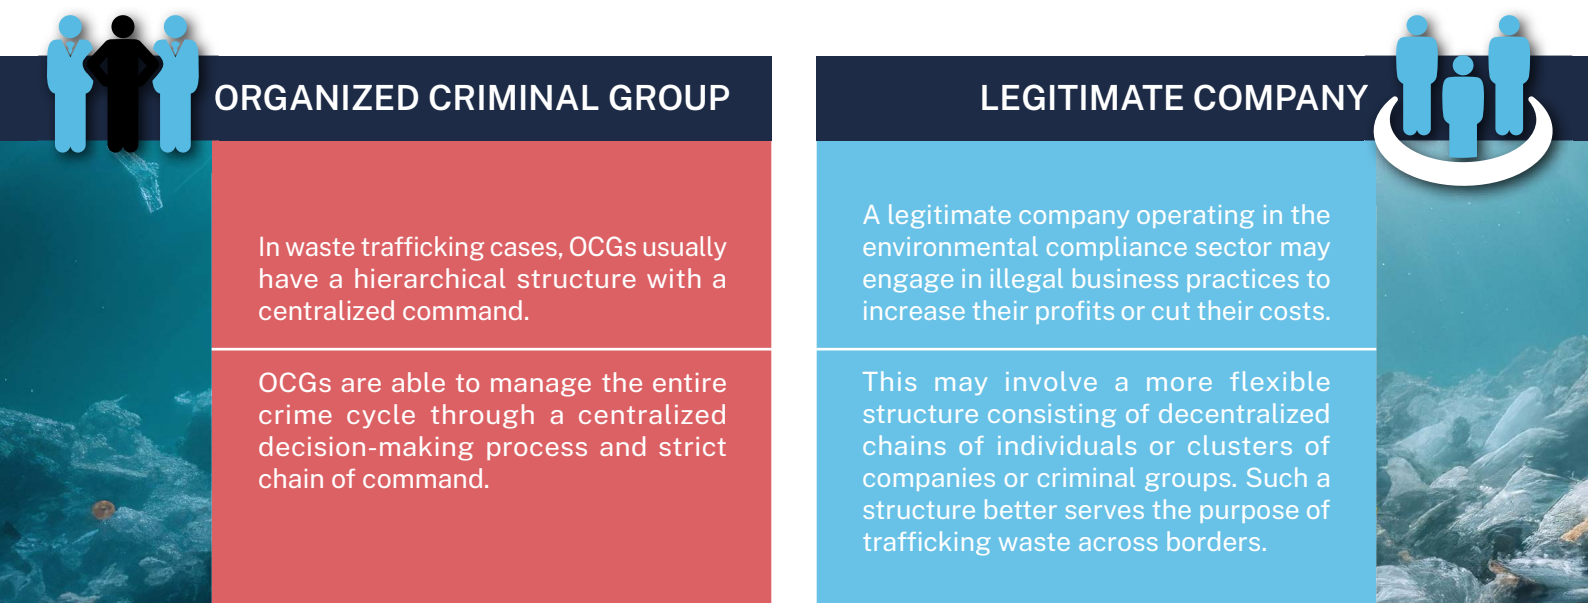 ORGANIZED CRIMINAL GROUP
In waste trafficking cases, OCGs usually
have a hierarchical structure with a
centralized command.
OCGs are able to manage the entire
crime cycle through a centralized
decision-making process and strict
chain of command.
LEGITIMATE COMPANY
A legitimate company operating in the
environmental compliance sector may
engage in illegal business practices to
increase their profits or cut their costs.
This may involve a more flexible
structure consisting of decentralized
chains of individuals or clusters of
companies or criminal groups. Such a
structure better serves the purpose of
trafficking waste across borders.